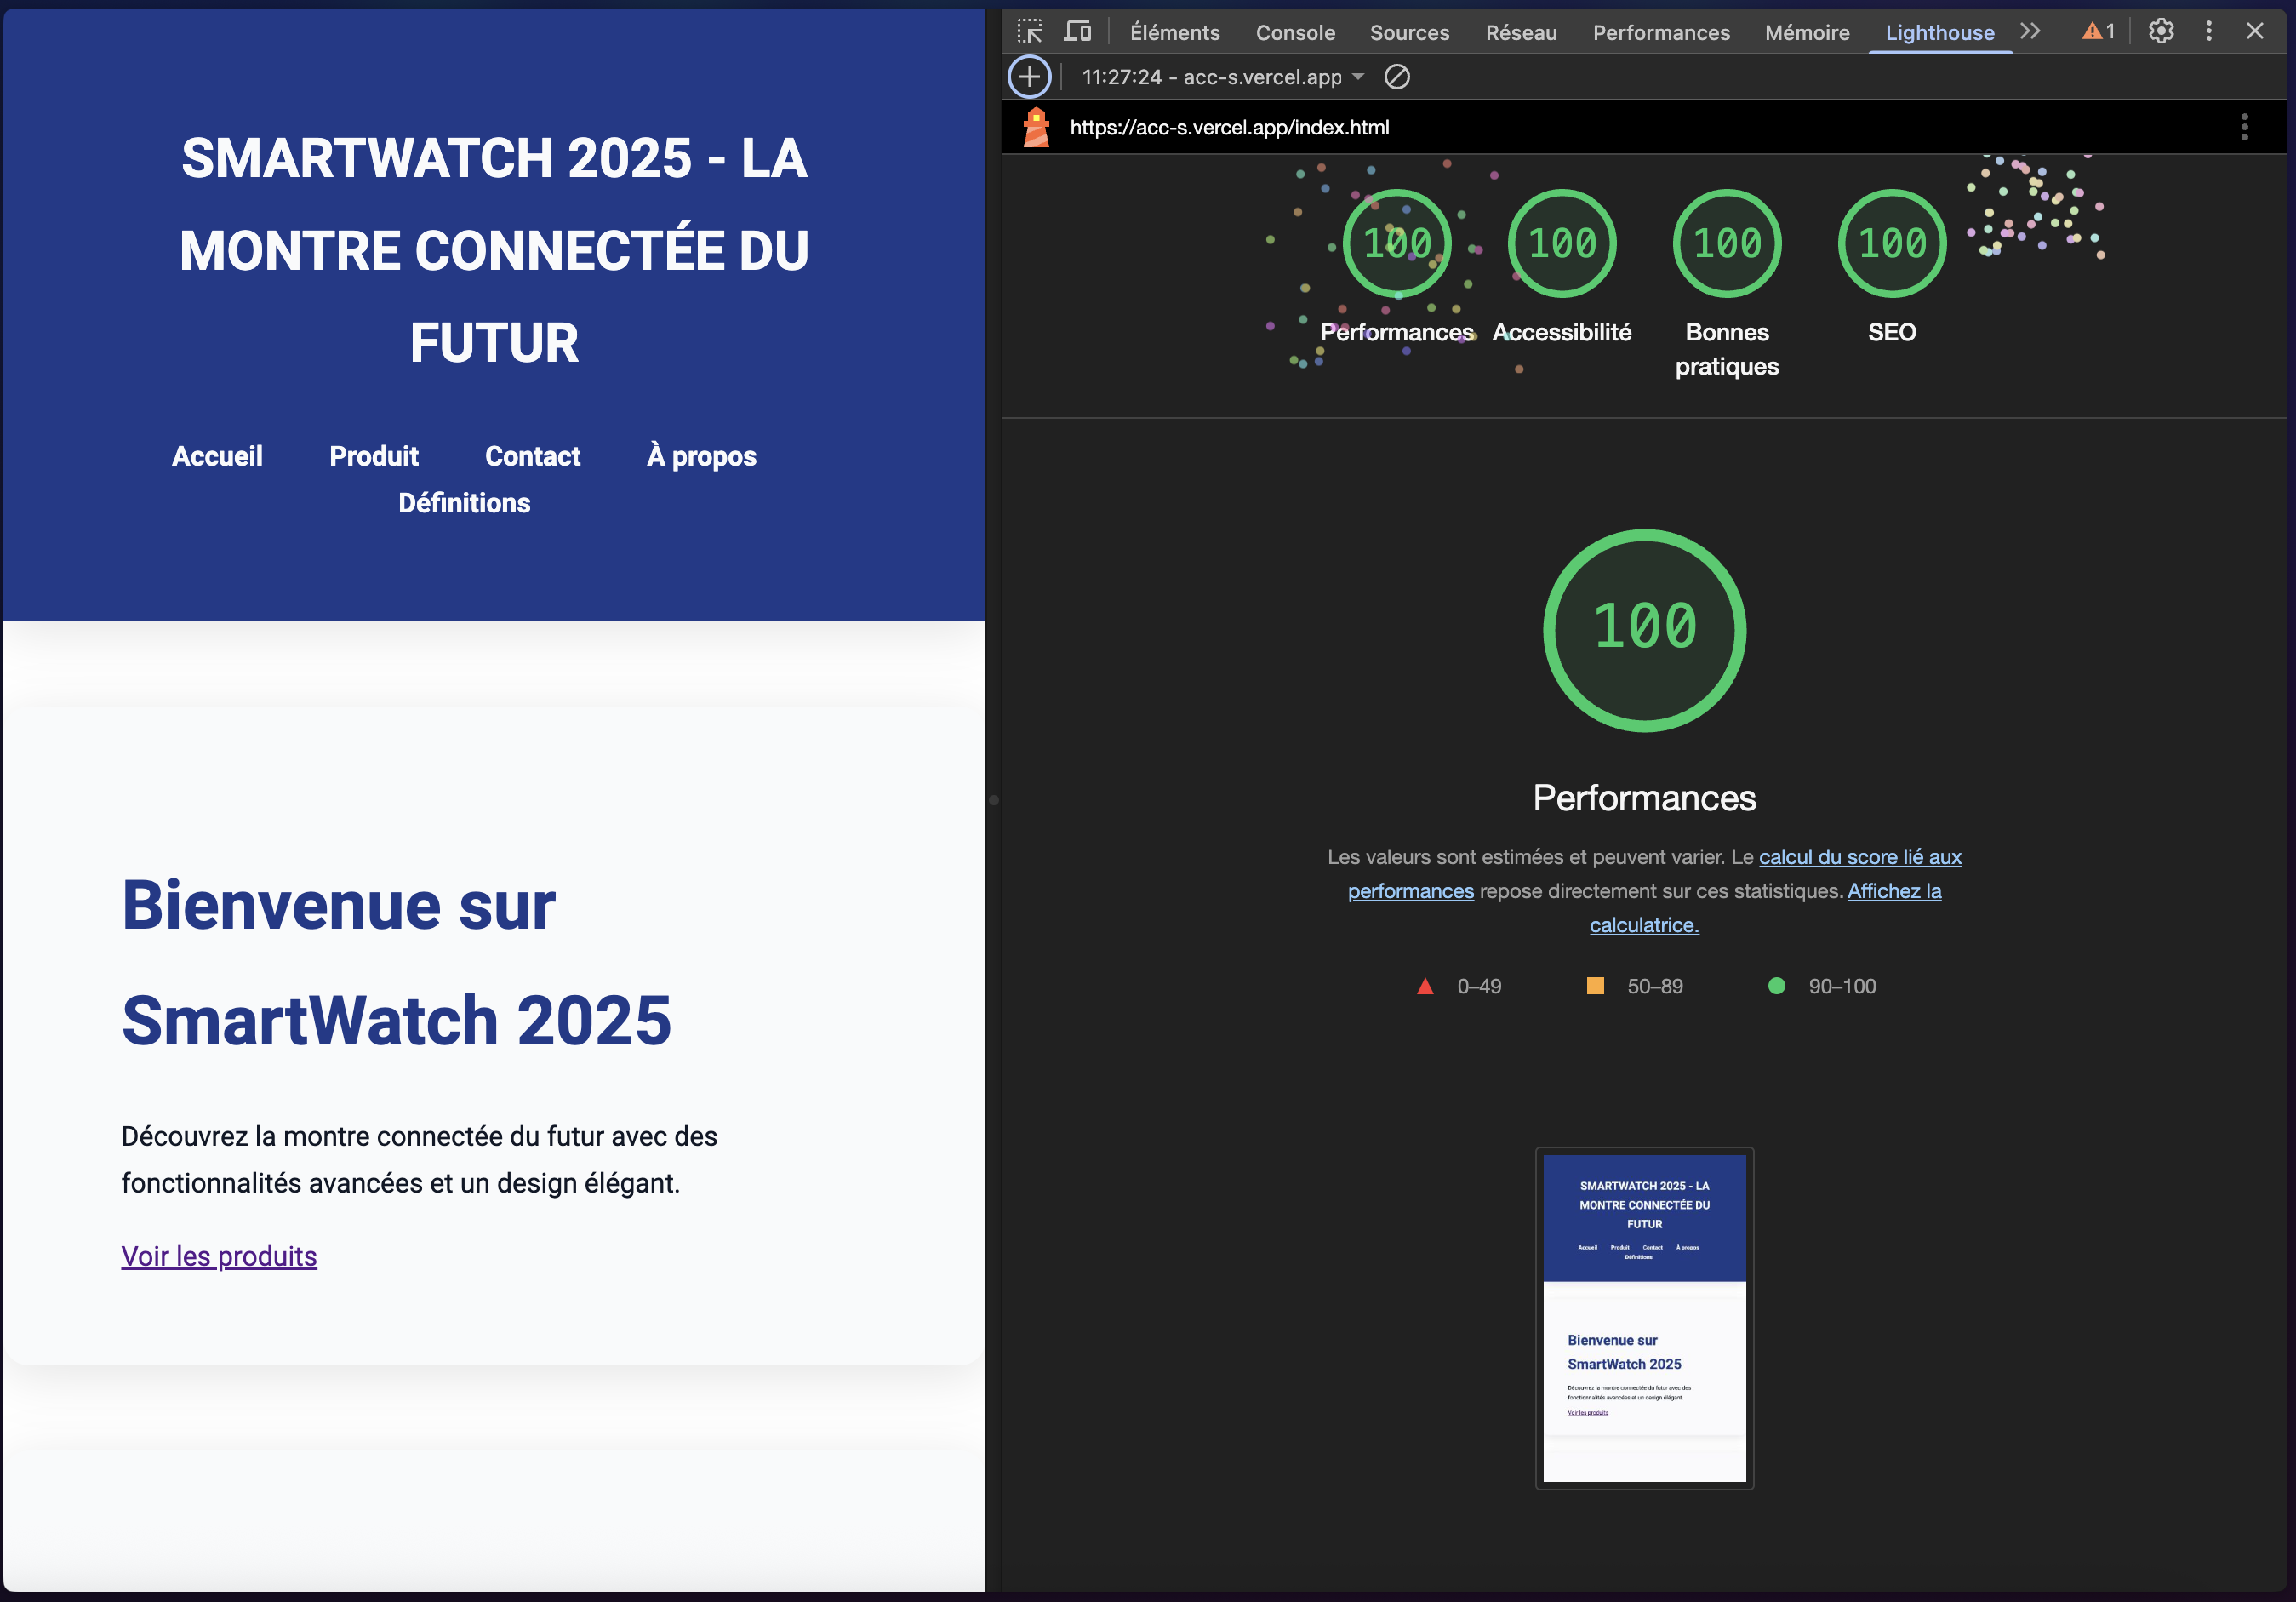 SMARTWATCH 2025 - LA
MONTRE CONNECTÉE DU
FUTUR
Accueil Produit Contact À propos
Définitions
Bienvenue sur
SmartWatch 2025
Découvrez la montre connectée du futur avec des
fonctionnalités avancées et un design élégant.
Voir les produits
Éléments Console Sources Réseau Performances Mémoire Lighthouse 1
11:27:24 - acc-s.vercel.app
https://acc-s.vercel.app/index.html
100 100 100 100
Performances Accessibilité Bonnes pratiques SEO
100
Performances
Les valeurs sont estimées et peuvent varier. Le calcul du score lié aux
performances repose directement sur ces statistiques. Affichez la
calculatrice.
0–49 50–89 90–100
SMARTWATCH 2025 - LA
MONTRE CONNECTÉE DU
FUTUR
Accueil Produit Contact À propos
Définitions
Bienvenue sur
SmartWatch 2025
Découvrez la montre connectée du futur avec des
fonctionnalités avancées et un design élégant.
Voir les produits